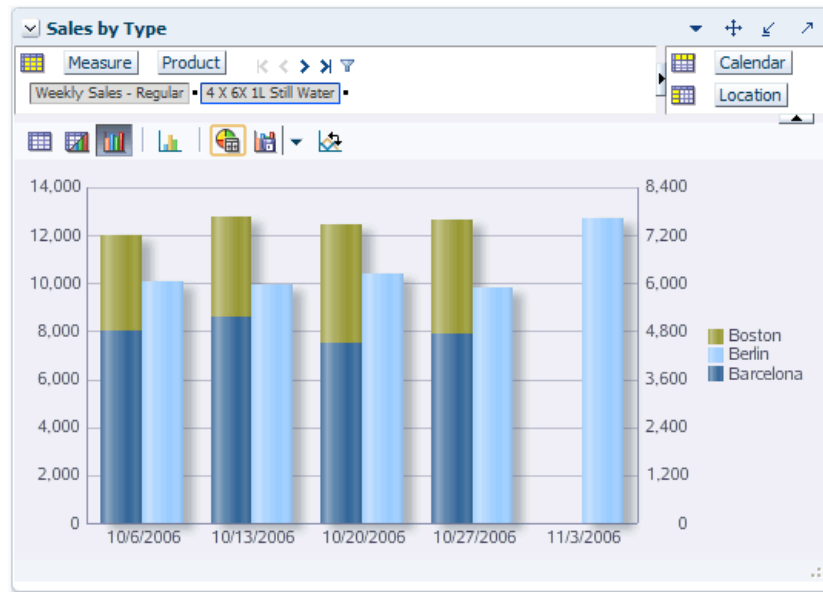 Sales by Type
Measure Product
Calendar
Weekly Sales - Regular 4 X 6X 1L Still Water
Location
14,000 8,400
12,000 7,200
10,000 6,000
8,000 4,800
6,000 3,600
4,000 2,400
2,000 1,200
0 0
Boston
Berlin
Barcelona
10/6/2006 10/13/2006 10/20/2006 10/27/2006 11/3/2006